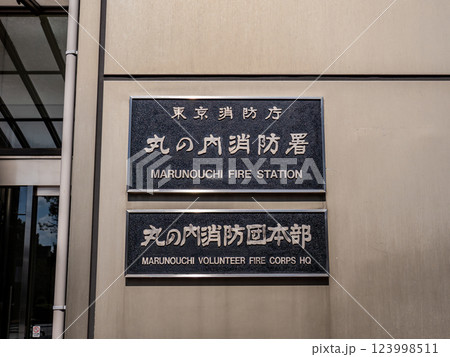 東京消防庁
丸の内消防署
MARUNOUCHI FIRE STATION
丸の内消防団本部
MARUNOUCHI VOLUNTEER FIRE CORPS HQ
PIXTA
pixta.jp - 123998511